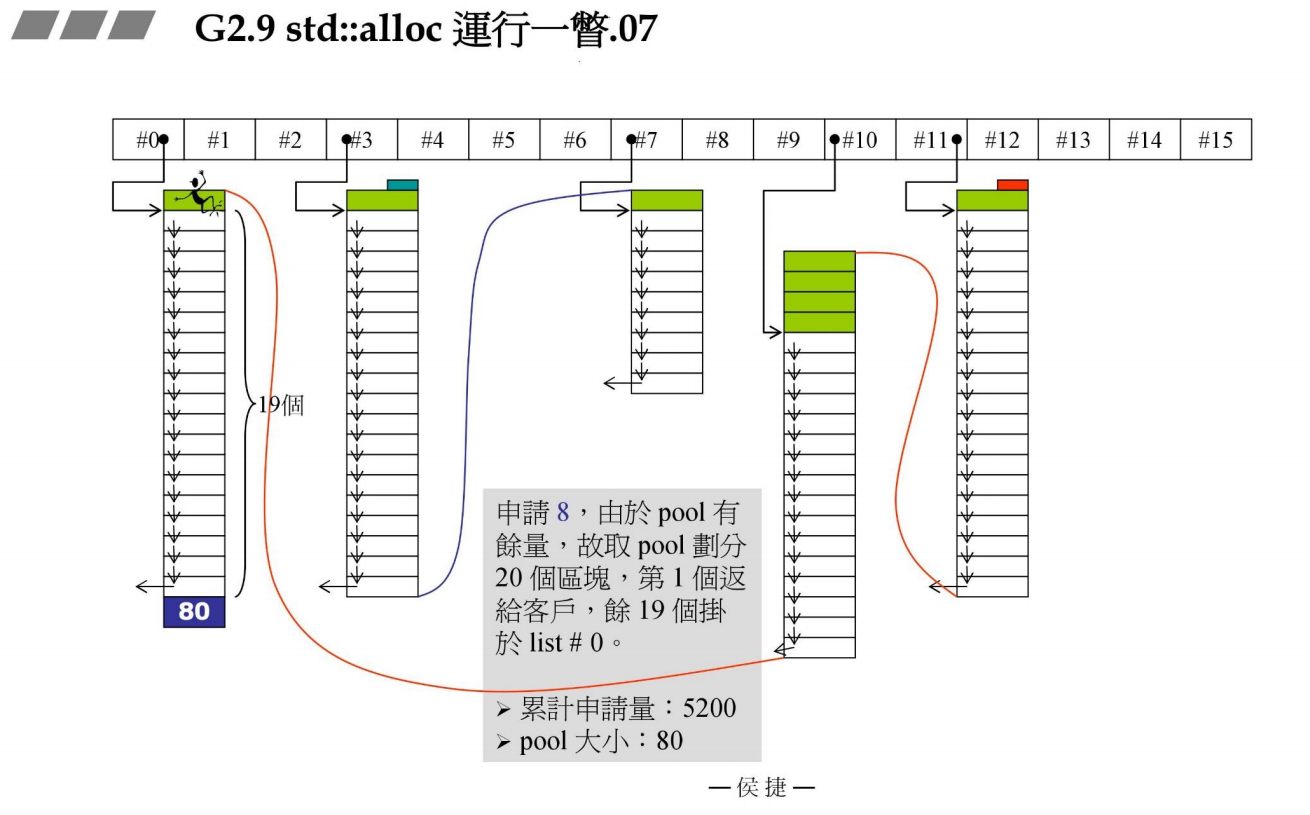 G2.9 std::alloc 運行一瞥.07
#0 #1 #2 #3 #4 #5 #6 #7 #8 #9 #10 #11 #12 #13 #14 #15
19個
80
申請 8，由於 pool 有
餘量，故取 pool 劃分
20 個區塊，第 1 個返
給客戶，餘 19 個掛
於 list # 0。
➢ 累計申請量：5200
➢ pool 大小：80
— 侯 捷 —